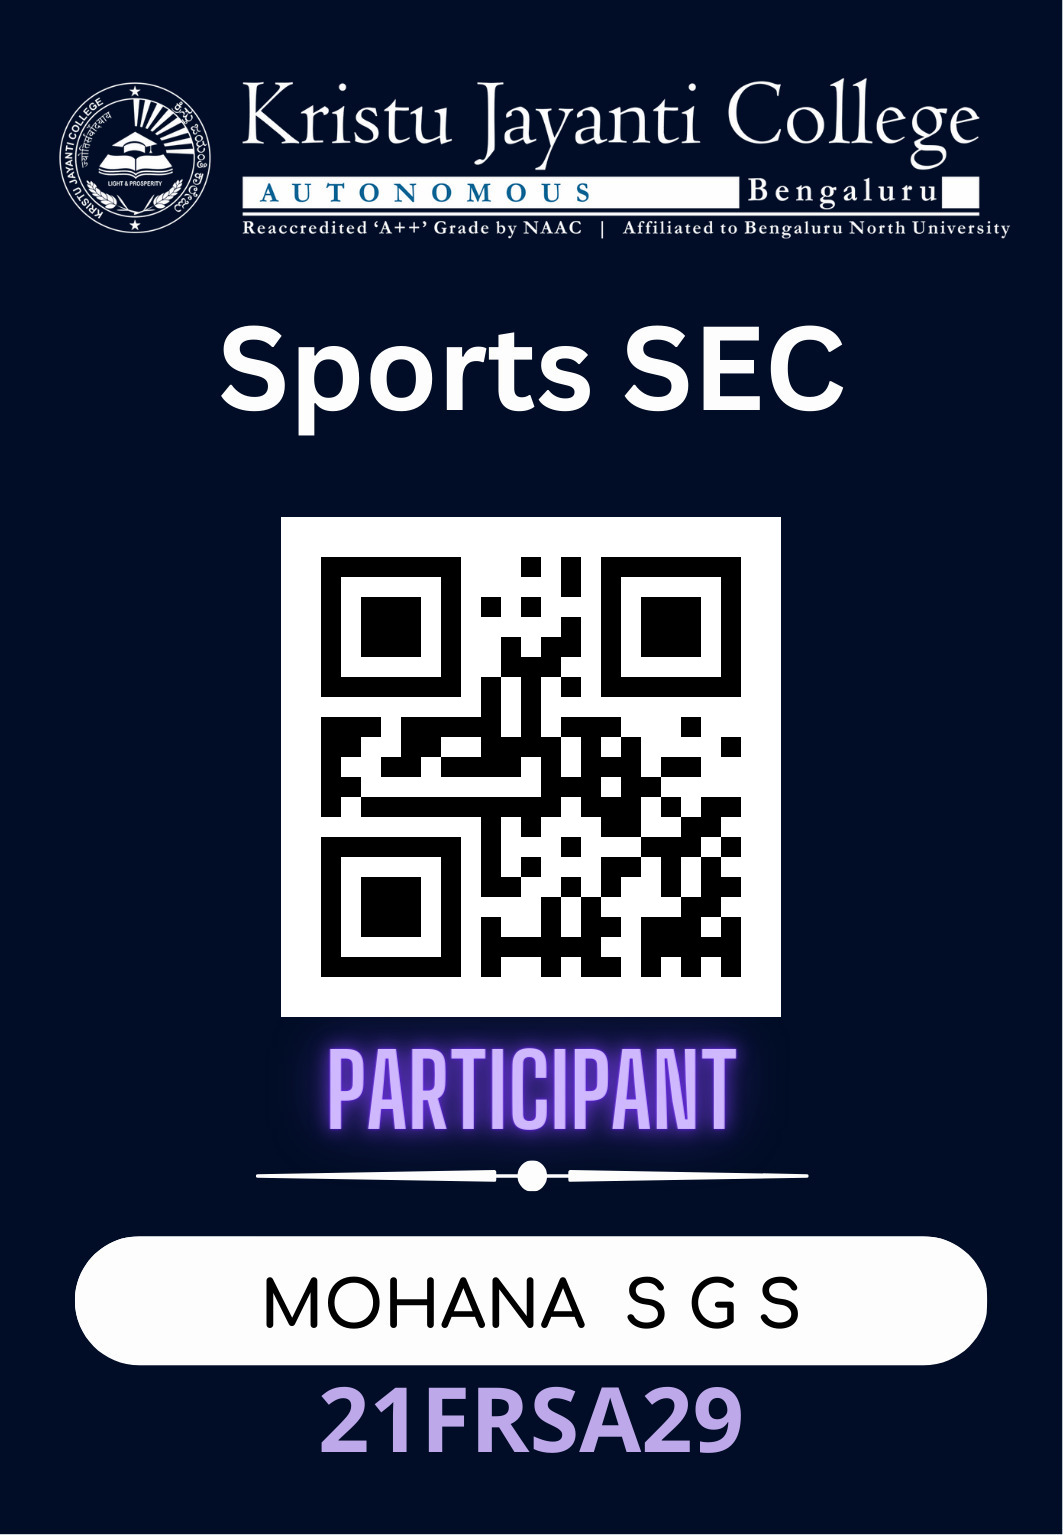 KRISTU JAYANTI COLLEGE
LIGHT & PROSPERITY
Kristu Jayanti College
AUTONOMOUS Bengaluru
Reaccredited ‘A++’ Grade by NAAC | Affiliated to Bengaluru North University
Sports SEC
PARTICIPANT
MOHANA S G S
21FRSA29